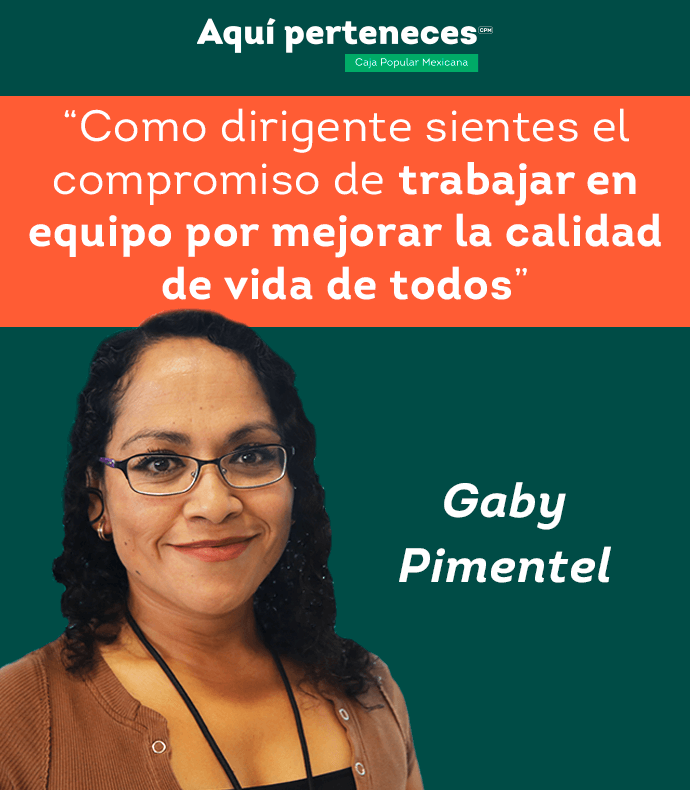 Aquí perteneces CPM
Caja Popular Mexicana
“Como dirigente sientes el
compromiso de trabajar en
equipo por mejorar la calidad
de vida de todos”
Gaby
Pimentel